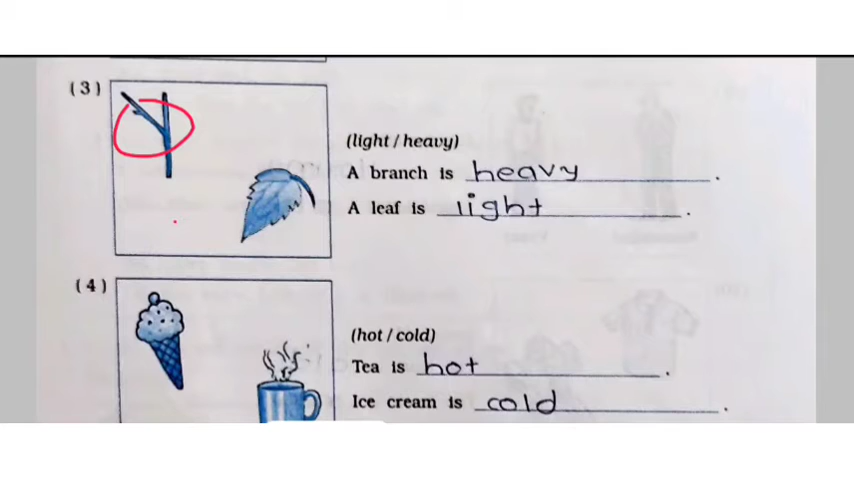 (3)
(light / heavy)
A branch is heavy.
A leaf is light.
(4)
(hot / cold)
Tea is hot.
Ice cream is cold.